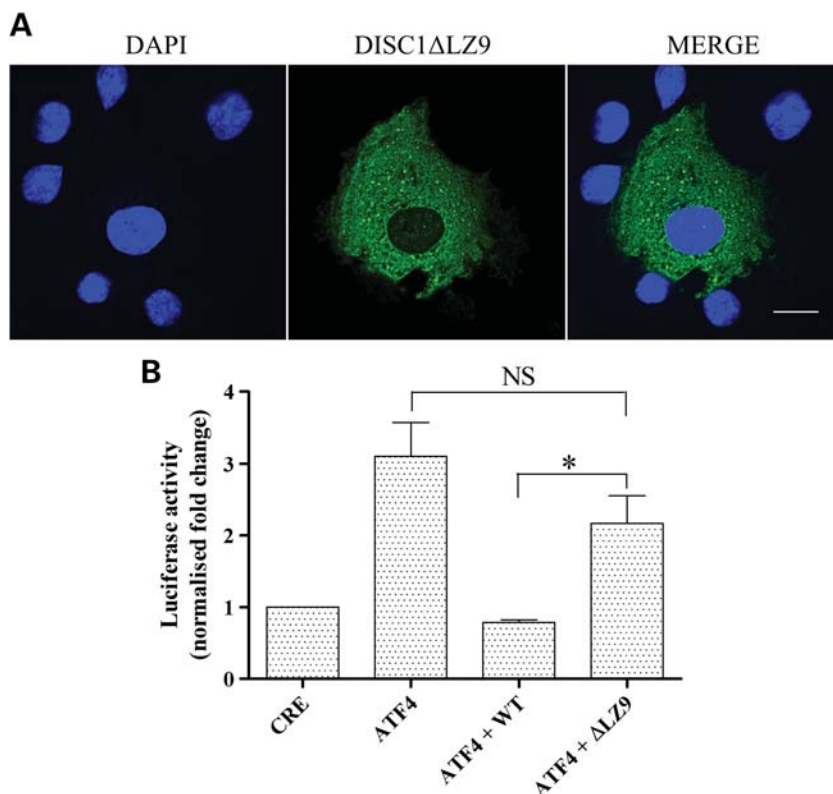 A
DAPI DISC1ΔLZ9 MERGE
B
NS
*
4
3
2
1
0
Luciferase activity
(normalised fold change)
CRE
ATF4
ATF4 + WT
ATF4 + ΔLZ9